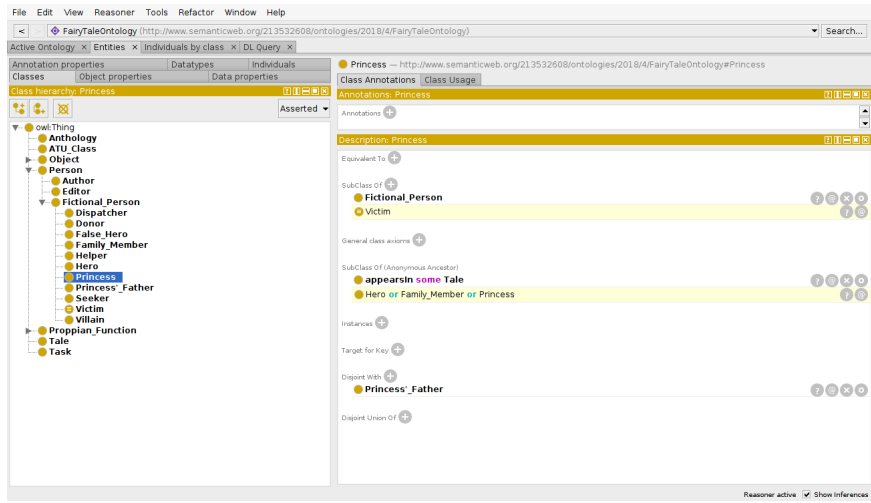 File Edit View Reasoner Tools Refactor Window Help
< > FairyTaleOntology (http://www.semanticweb.org/213532608/ontologies/2018/4/FairyTaleOntology) Search...
Active Ontology × Entities × Individuals by class × DL Query ×
Annotation properties Datatypes Individuals
Classes Object properties Data properties
Class hierarchy: Princess
Asserted
owl:Thing
Anthology
ATU_Class
Object
Person
Author
Editor
Fictional_Person
Dispatcher
Donor
False_Hero
Family_Member
Helper
Hero
Princess
Princess'_Father
Seeker
Victim
Villain
Proppian_Function
Tale
Task
Princess — http://www.semanticweb.org/213532608/ontologies/2018/4/FairyTaleOntology#Princess
Class Annotations Class Usage
Annotations: Princess
Annotations
Description: Princess
Equivalent To
SubClass Of
Fictional_Person
Victim
General class axioms
SubClass Of (Anonymous Ancestor)
appearsIn some Tale
Hero or Family_Member or Princess
Instances
Target for Key
Disjoint With
Princess'_Father
Disjoint Union Of
Reasoner active Show Inferences